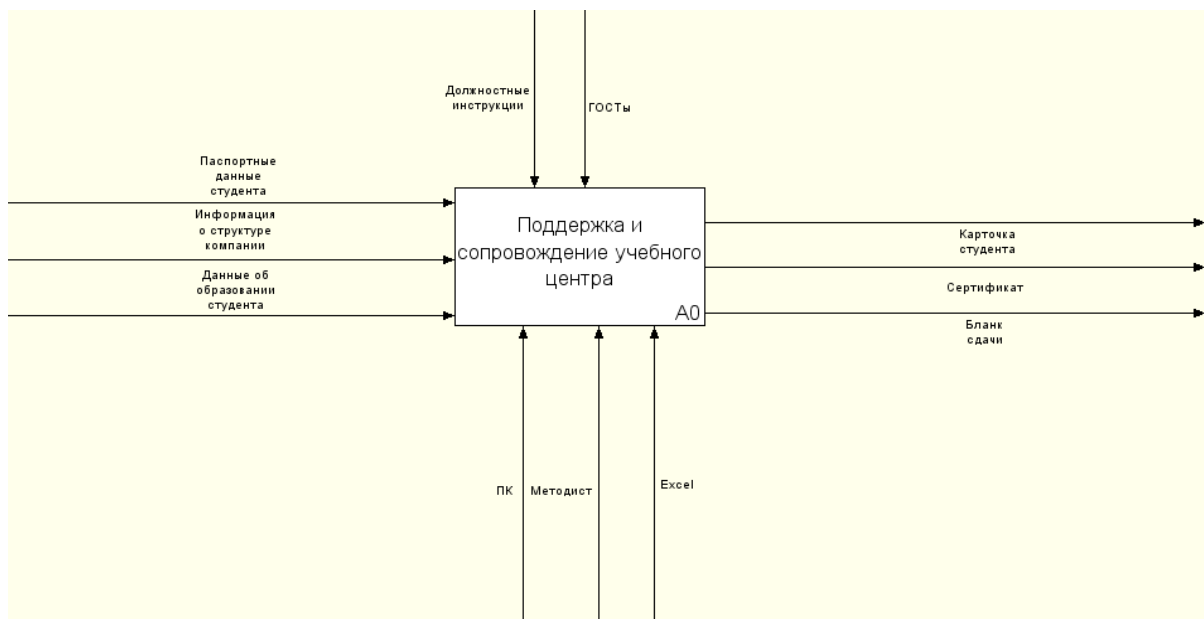 Должностные
инструкции
ГОСТы
Паспортные
данные
студента
Информация
о структуре
компании
Данные об
образовании
студента
Поддержка и
сопровождение учебного
центра
A0
Карточка
студента
Сертификат
Бланк
сдачи
ПК
Методист
Excel